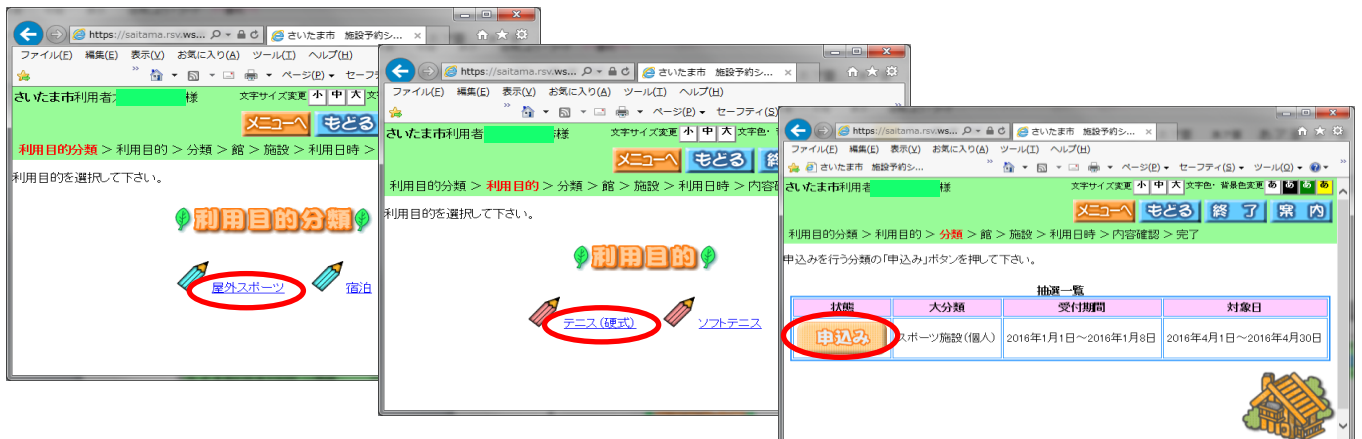 https://saitama.rsv.ws...
さいたま市 施設予約シ...
ファイル(F) 編集(E) 表示(V) お気に入り(A) ツール(T) ヘルプ(H)
ページ(P) セーフ
さいたま市利用者 様 文字サイズ変更 小 中 大 文
メニューへ もどる
利用目的分類 > 利用目的 > 分類 > 館 > 施設 > 利用日時 >
利用目的を選択して下さい。
利用目的分類
屋外スポーツ 宿泊
https://saitama.rsv.ws...
さいたま市 施設予約シ...
ファイル(F) 編集(E) 表示(V) お気に入り(A) ツール(T) ヘルプ(H)
ページ(P) セーフティ(S)
さいたま市利用者 様 文字サイズ変更 小 中 大 文字色・
メニューへ もどる 終
利用目的分類 > 利用目的 > 分類 > 館 > 施設 > 利用日時 > 内容
利用目的を選択して下さい。
利用目的
テニス(硬式) ソフトテニス
https://saitama.rsv.ws...
さいたま市 施設予約シ...
ファイル(F) 編集(E) 表示(V) お気に入り(A) ツール(T) ヘルプ(H)
さいたま市 施設予約シ... ページ(P) セーフティ(S) ツール(O)
さいたま市利用者 様 文字サイズ変更 小 中 大 文字色・ 背景色変更 あ あ あ あ
メニューへ もどる 終 了 案 内
利用目的分類 > 利用目的 > 分類 > 館 > 施設 > 利用日時 > 内容確認 > 完了
申込みを行う分類の「申込み」ボタンを押して下さい。
抽選一覧
状態 大分類 受付期間 対象日
申込み スポーツ施設(個人) 2016年1月1日~2016年1月8日 2016年4月1日~2016年4月30日